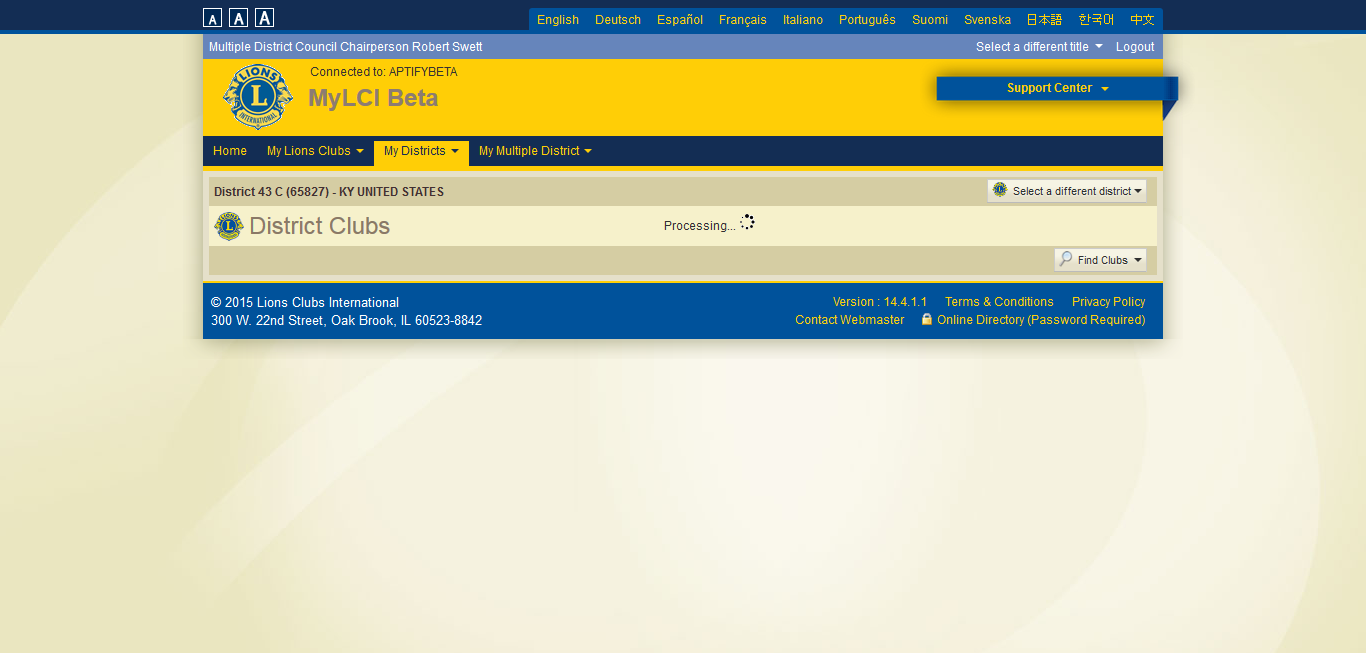 A A A English Deutsch Español Français Italiano Português Suomi Svenska 日本語 한국어 中文
Multiple District Council Chairperson Robert Swett Select a different title Logout
LIONS L INTERNATIONAL
Connected to: APTIFYBETA
MyLCI Beta
Support Center
Home My Lions Clubs My Districts My Multiple District
District 43 C (65827) - KY UNITED STATES Select a different district
District Clubs Processing...
Find Clubs
© 2015 Lions Clubs International Version : 14.4.1.1 Terms & Conditions Privacy Policy
300 W. 22nd Street, Oak Brook, IL 60523-8842 Contact Webmaster Online Directory (Password Required)